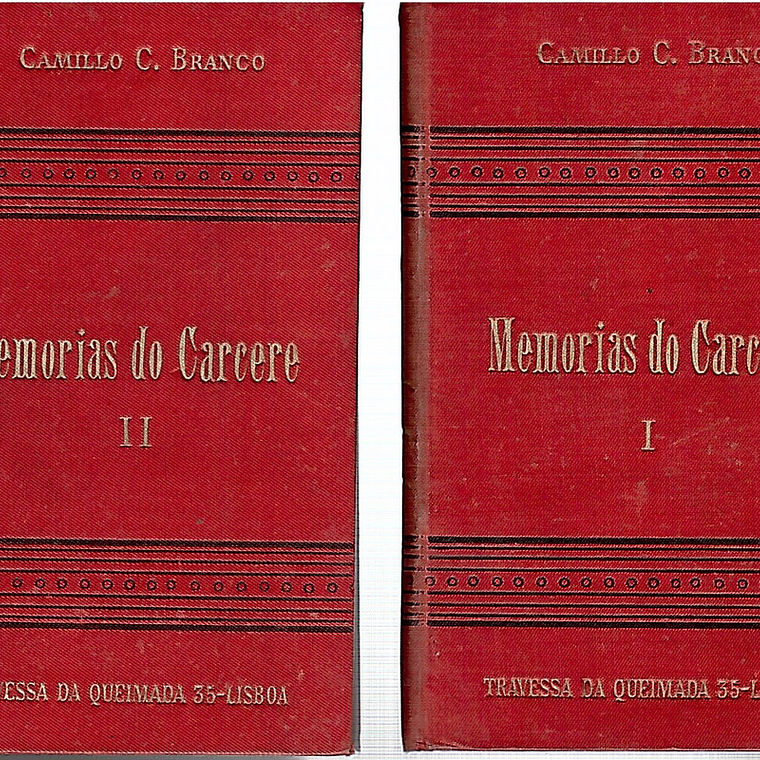 CAMILLO C. BRANCO
emorias do Carcere
II
ESSA DA QUEIMADA 35-LISBOA
CAMILLO C. BRANC
Memorias do Carc
I
TRAVESSA DA QUEIMADA 35-L